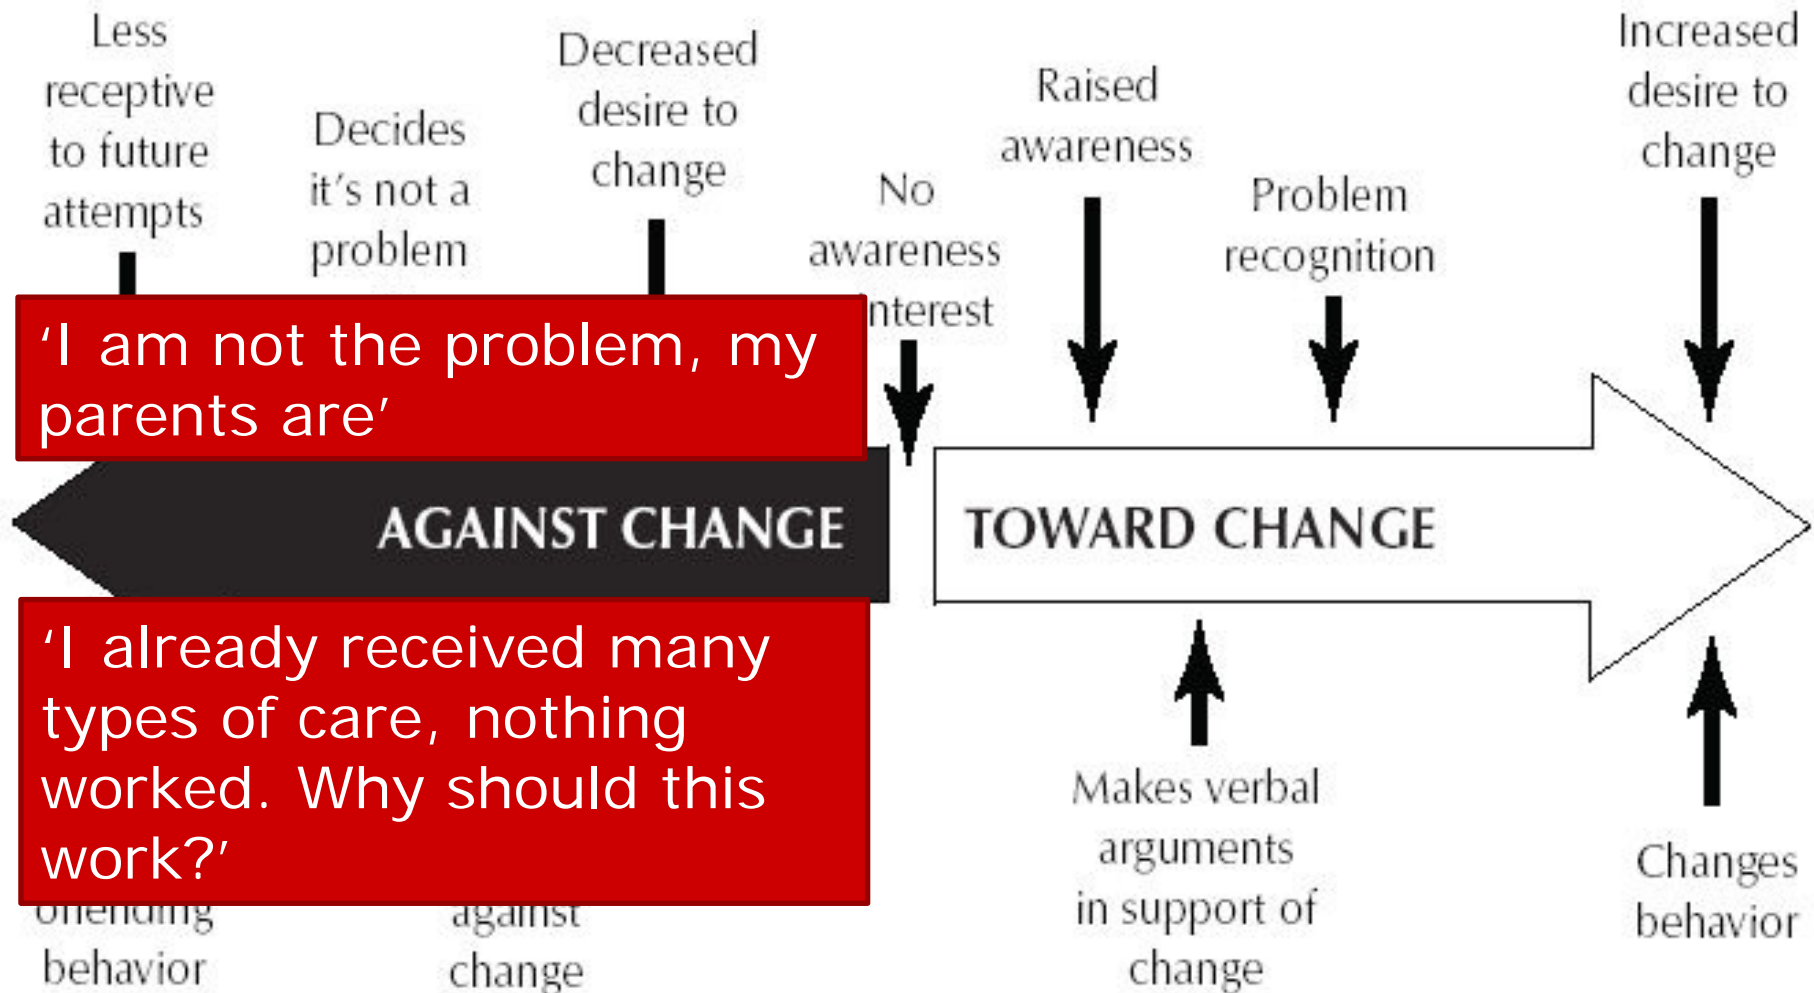 Less
receptive
to future
attempts
Decides
it's not a
problem
Decreased
desire to
change
No
awareness
interest
Raised
awareness
Problem
recognition
Increased
desire to
change
‘I am not the problem, my
parents are’
AGAINST CHANGE
TOWARD CHANGE
‘I already received many
types of care, nothing
worked. Why should this
work?’
offending
behavior
against
change
Makes verbal
arguments
in support of
change
Changes
behavior